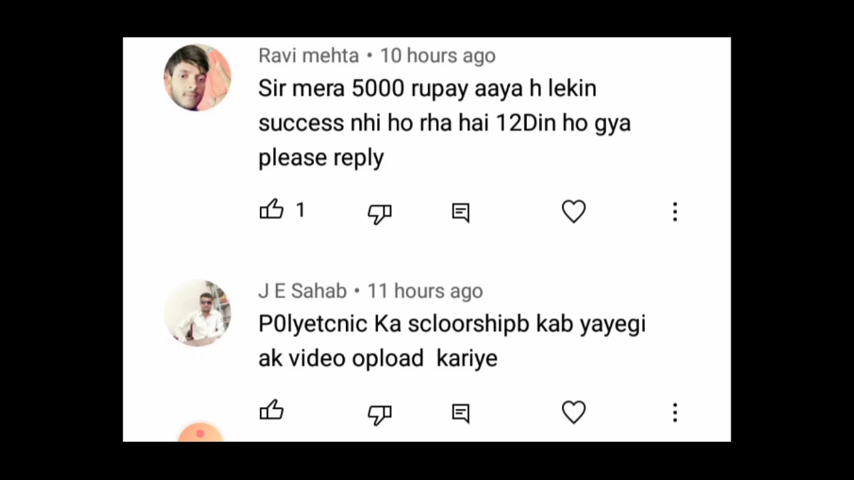 Ravi mehta • 10 hours ago
Sir mera 5000 rupay aaya h lekin
success nhi ho rha hai 12Din ho gya
please reply
1
J E Sahab • 11 hours ago
P0lyetcnic Ka scloorshipb kab yayegi
ak video opload kariye